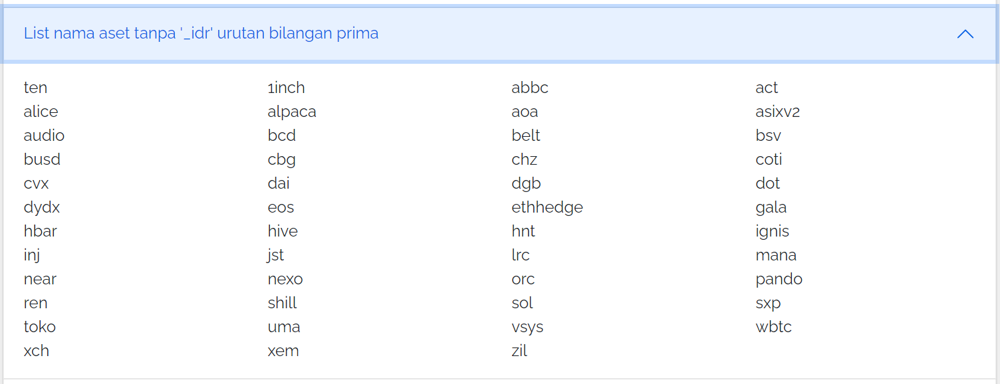 List nama aset tanpa '_idr' urutan bilangan prima
ten 1inch abbc act
alice alpaca aoa asixv2
audio bcd belt bsv
busd cbg chz coti
cvx dai dgb dot
dydx eos ethhedge gala
hbar hive hnt ignis
inj jst lrc mana
near nexo orc pando
ren shill sol sxp
toko uma vsys wbtc
xch xem zil